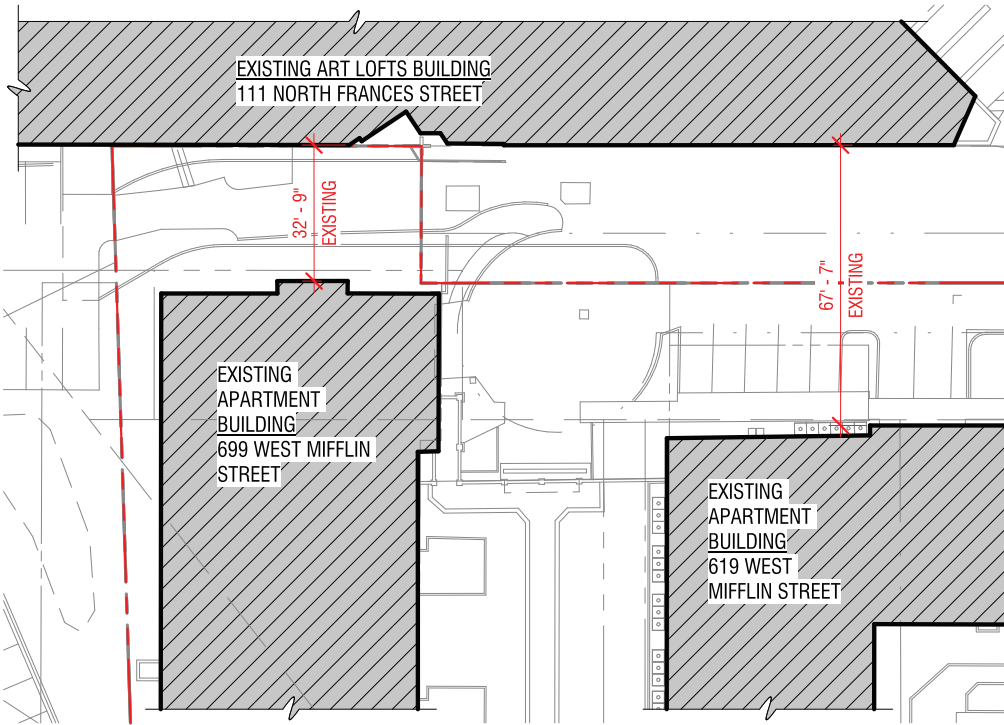 EXISTING ART LOFTS BUILDING
111 NORTH FRANCES STREET
32' - 9"
EXISTING
67' - 7"
EXISTING
EXISTING
APARTMENT
BUILDING
699 WEST MIFFLIN
STREET
EXISTING
APARTMENT
BUILDING
619 WEST
MIFFLIN STREET